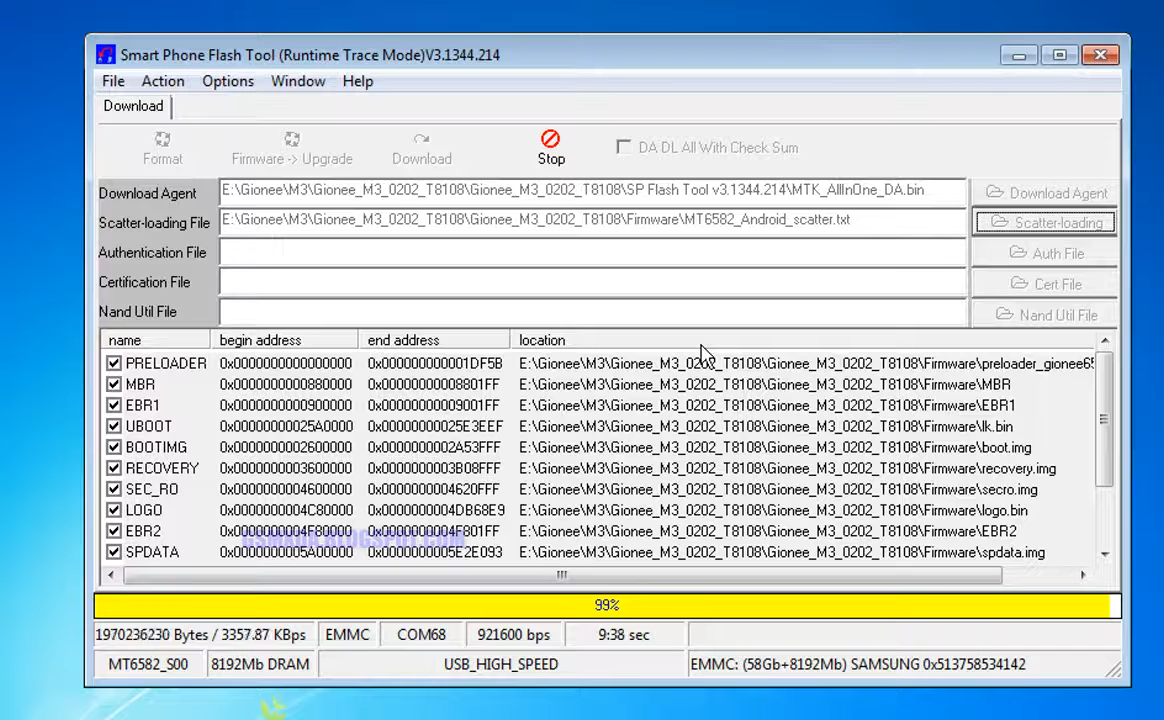 Smart Phone Flash Tool (Runtime Trace Mode)V3.1344.214
File Action Options Window Help
Download
Format Firmware -> Upgrade Download Stop DA DL All With Check Sum
Download Agent E:\Gionee\M3\Gionee_M3_0202_T8108\Gionee_M3_0202_T8108\SP Flash Tool v3.1344.214\MTK_AllInOne_DA.bin Download Agent
Scatter-loading File E:\Gionee\M3\Gionee_M3_0202_T8108\Gionee_M3_0202_T8108\Firmware\MT6582_Android_scatter.txt Scatter-loading
Authentication File Auth File
Certification File Cert File
Nand Util File Nand Util File
name begin address end address location
PRELOADER 0x0000000000000000 0x000000000001DF5B E:\Gionee\M3\Gionee_M3_0202_T8108\Gionee_M3_0202_T8108\Firmware\preloader_gionee6
MBR 0x0000000000880000 0x00000000008801FF E:\Gionee\M3\Gionee_M3_0202_T8108\Gionee_M3_0202_T8108\Firmware\MBR
EBR1 0x0000000000900000 0x00000000009001FF E:\Gionee\M3\Gionee_M3_0202_T8108\Gionee_M3_0202_T8108\Firmware\EBR1
UBOOT 0x00000000025A0000 0x00000000025E3EEF E:\Gionee\M3\Gionee_M3_0202_T8108\Gionee_M3_0202_T8108\Firmware\lk.bin
BOOTIMG 0x0000000002600000 0x0000000002A53FFF E:\Gionee\M3\Gionee_M3_0202_T8108\Gionee_M3_0202_T8108\Firmware\boot.img
RECOVERY 0x0000000003600000 0x0000000003B08FFF E:\Gionee\M3\Gionee_M3_0202_T8108\Gionee_M3_0202_T8108\Firmware\recovery.img
SEC_RO 0x0000000004600000 0x0000000004620FFF E:\Gionee\M3\Gionee_M3_0202_T8108\Gionee_M3_0202_T8108\Firmware\secro.img
LOGO 0x0000000004C80000 0x0000000004DB68E9 E:\Gionee\M3\Gionee_M3_0202_T8108\Gionee_M3_0202_T8108\Firmware\logo.bin
EBR2 0x0000000004F80000 0x0000000004F801FF E:\Gionee\M3\Gionee_M3_0202_T8108\Gionee_M3_0202_T8108\Firmware\EBR2
GSMXDA.BLOGSPOT.COM
SPDATA 0x0000000005A00000 0x0000000005E2E093 E:\Gionee\M3\Gionee_M3_0202_T8108\Gionee_M3_0202_T8108\Firmware\spdata.img
99%
1970236230 Bytes / 3357.87 KBps EMMC COM68 921600 bps 9:38 sec
MT6582_S00 8192Mb DRAM USB_HIGH_SPEED EMMC: (58Gb+8192Mb) SAMSUNG 0x513758534142